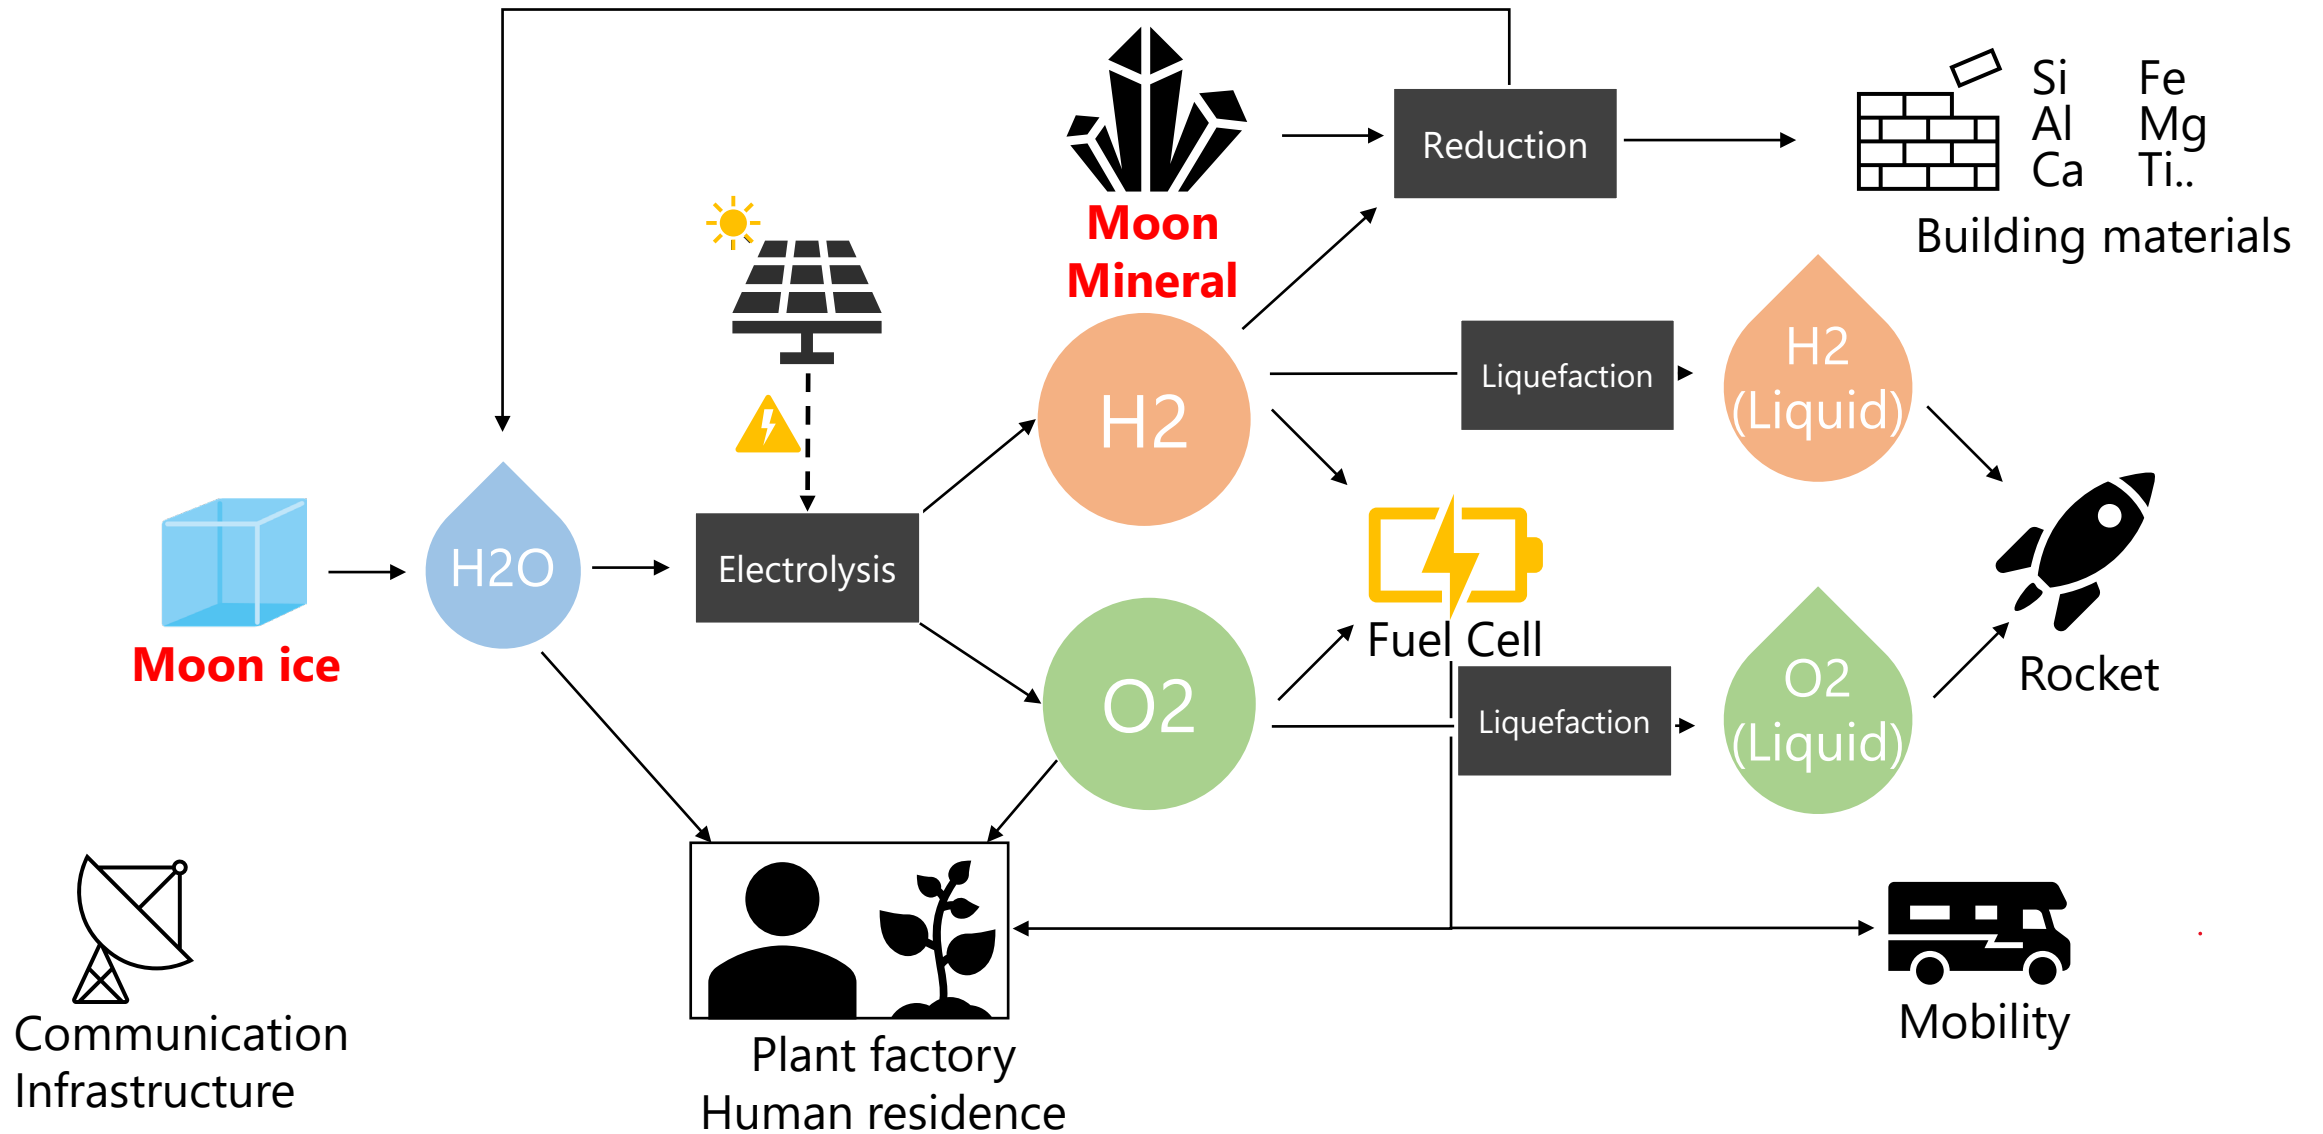 Si Fe
Al Mg
Ca Ti..
Building materials
Reduction
Moon
Mineral
H2
Liquefaction
H2
(Liquid)
Moon ice
H2O
Electrolysis
Fuel Cell
O2
Liquefaction
O2
(Liquid)
Rocket
Communication
Infrastructure
Plant factory
Human residence
Mobility